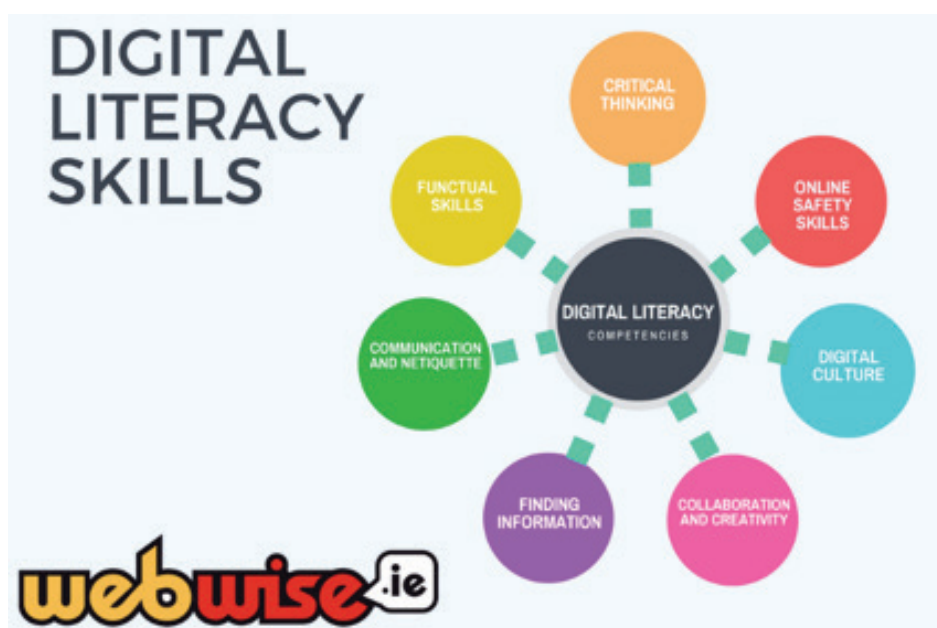 DIGITAL
LITERACY
SKILLS
CRITICAL
THINKING
FUNCTUAL
SKILLS
ONLINE
SAFETY
SKILLS
DIGITAL LITERACY
COMPETENCIES
COMMUNICATION
AND NETIQUETTE
DIGITAL
CULTURE
FINDING
INFORMATION
COLLABORATION
AND CREATIVITY
webwise.ie